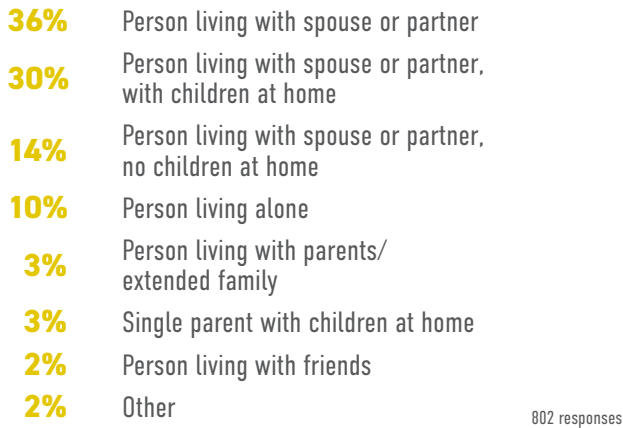 36% Person living with spouse or partner
30% Person living with spouse or partner,
with children at home
14% Person living with spouse or partner,
no children at home
10% Person living alone
3% Person living with parents/
extended family
3% Single parent with children at home
2% Person living with friends
2% Other
802 responses